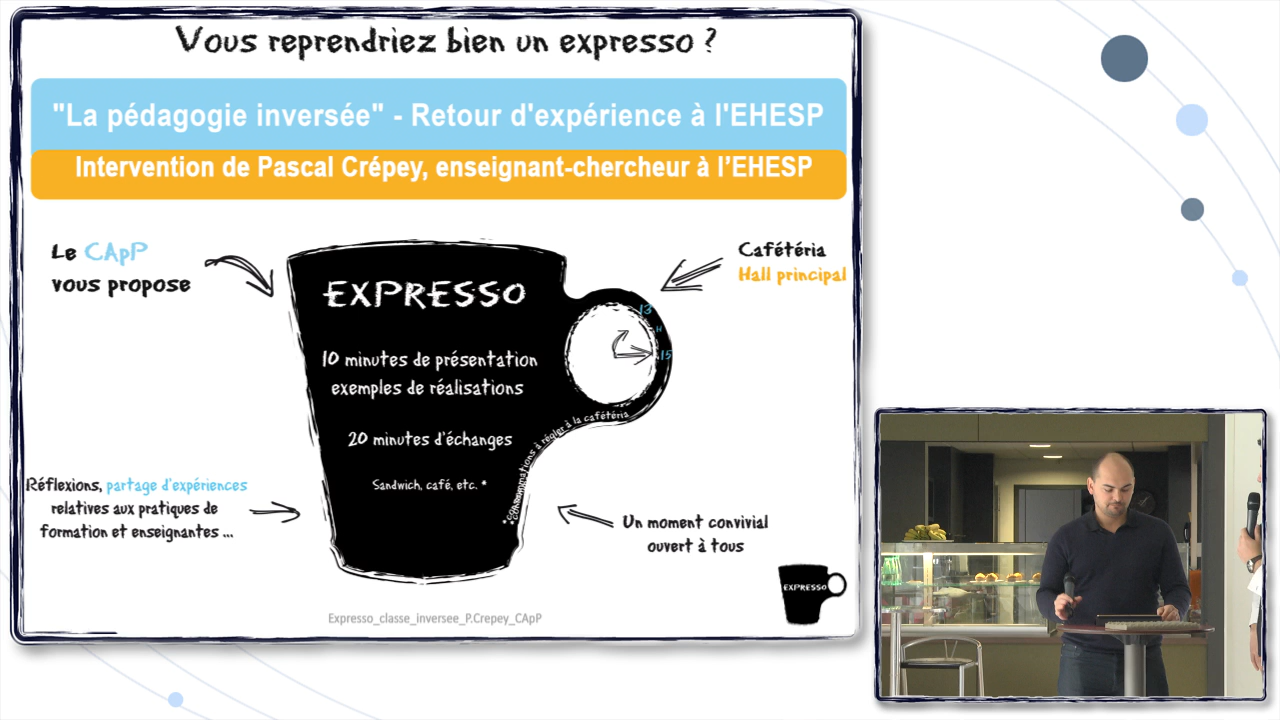 Vous reprendriez bien un expresso ?
"La pédagogie inversée" - Retour d'expérience à l'EHESP
Intervention de Pascal Crépey, enseignant-chercheur à l'EHESP
Le CApP
vous propose
Cafétéria
Hall principal
EXPRESSO
13
H
15
10 minutes de présentation
exemples de réalisations
20 minutes d'échanges
Sandwich, café, etc. *
*consommations à régler à la cafétéria
Réflexions, partage d'expériences
relatives aux pratiques de
formation et enseignantes ...
Un moment convivial
ouvert à tous
EXPRESSO
Expresso_classe_inversee_P.Crepey_CApP